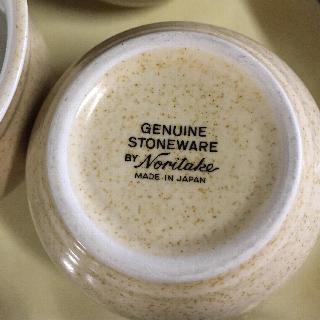 GENUINE
STONEWARE
BY Noritake
MADE IN JAPAN